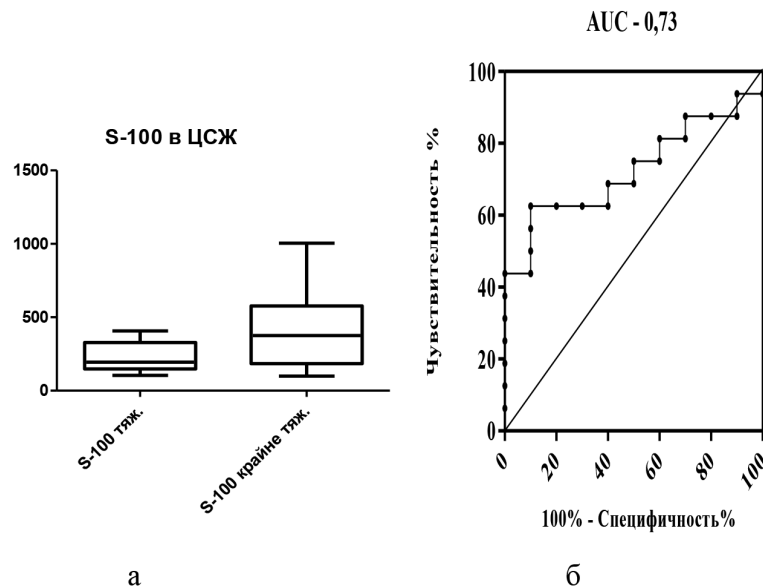 S-100 в ЦСЖ
1500
1000
500
0
S-100 тяж.
S-100 крайне тяж.
а
AUC - 0,73
Чувствительность %
100
80
60
40
20
0
0
20
40
60
80
100
100% - Специфичность%
б